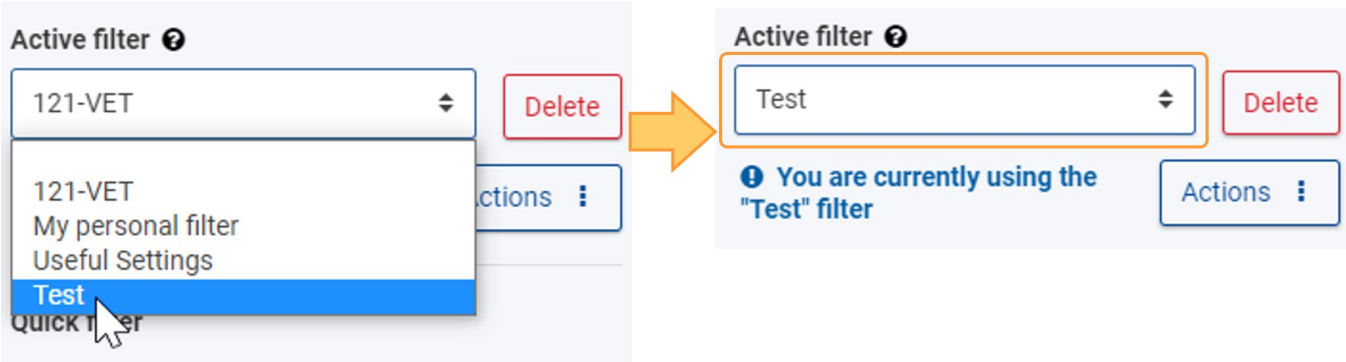 Active filter
121-VET
Delete
121-VET
My personal filter
Useful Settings
Test
Actions
Quick filter
Active filter
Test
Delete
You are currently using the
"Test" filter
Actions